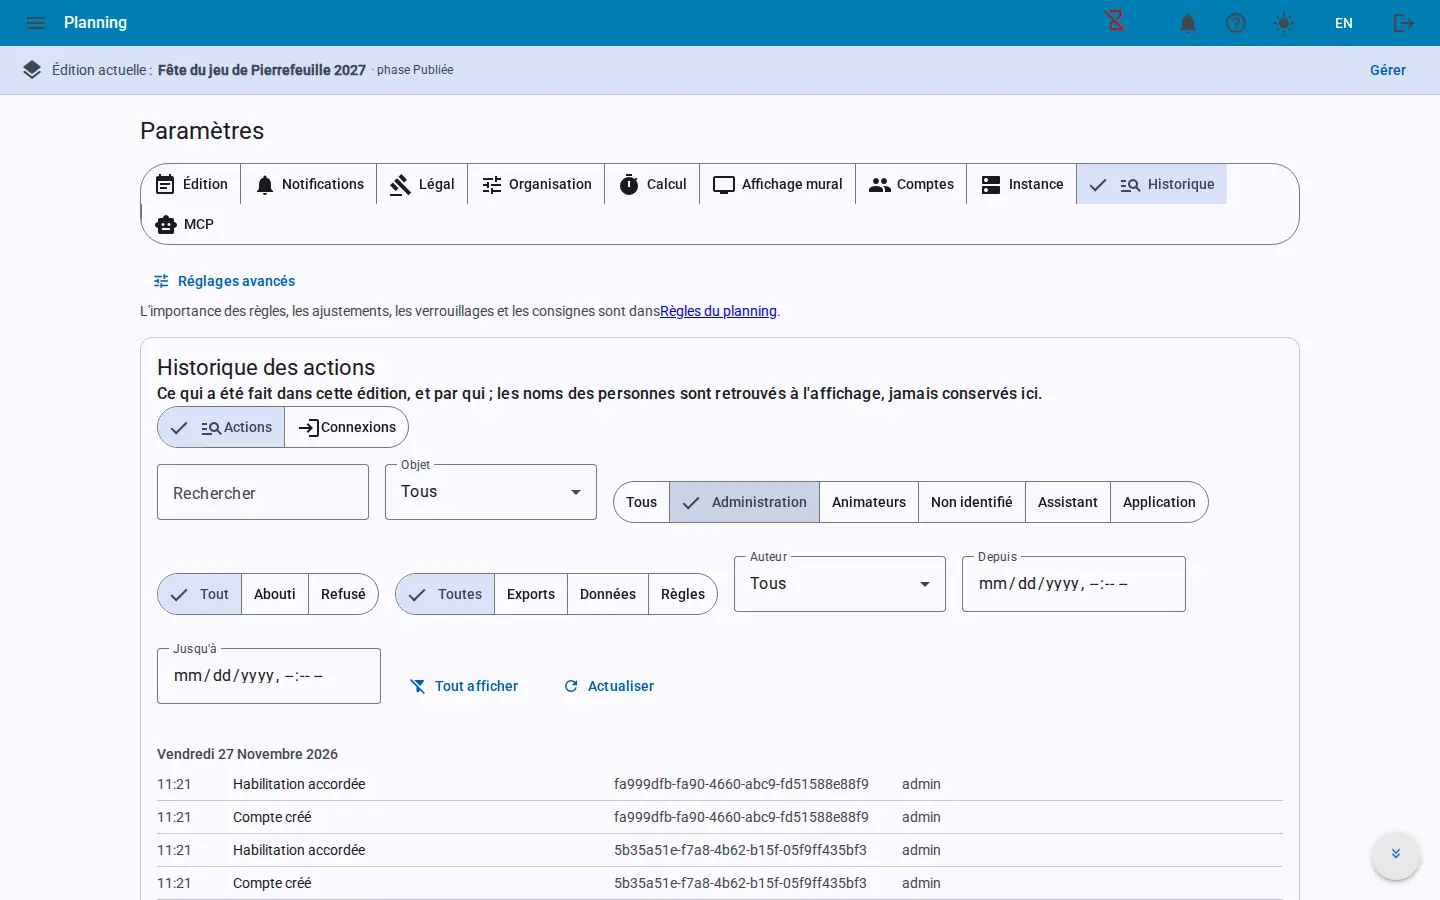 Planning
EN
Édition actuelle : Fête du jeu de Pierrefeuille 2027 · phase Publiée
Gérer
Paramètres
Édition
Notifications
Légal
Organisation
Calcul
Affichage mural
Comptes
Instance
Historique
MCP
Réglages avancés
L'importance des règles, les ajustements, les verrouillages et les consignes sont dansRègles du planning.
Historique des actions
Ce qui a été fait dans cette édition, et par qui ; les noms des personnes sont retrouvés à l'affichage, jamais conservés ici.
Actions
Connexions
Rechercher
Objet
Tous
Tous
Administration
Animateurs
Non identifié
Assistant
Application
Tout
Abouti
Refusé
Toutes
Exports
Données
Règles
Auteur
Tous
Depuis
mm/dd/yyyy, --:-- --
Jusqu'à
mm/dd/yyyy, --:-- --
Tout afficher
Actualiser
Vendredi 27 Novembre 2026
11:21 Habilitation accordée fa999dfb-fa90-4660-abc9-fd51588e88f9 admin
11:21 Compte créé fa999dfb-fa90-4660-abc9-fd51588e88f9 admin
11:21 Habilitation accordée 5b35a51e-f7a8-4b62-b15f-05f9ff435bf3 admin
11:21 Compte créé 5b35a51e-f7a8-4b62-b15f-05f9ff435bf3 admin